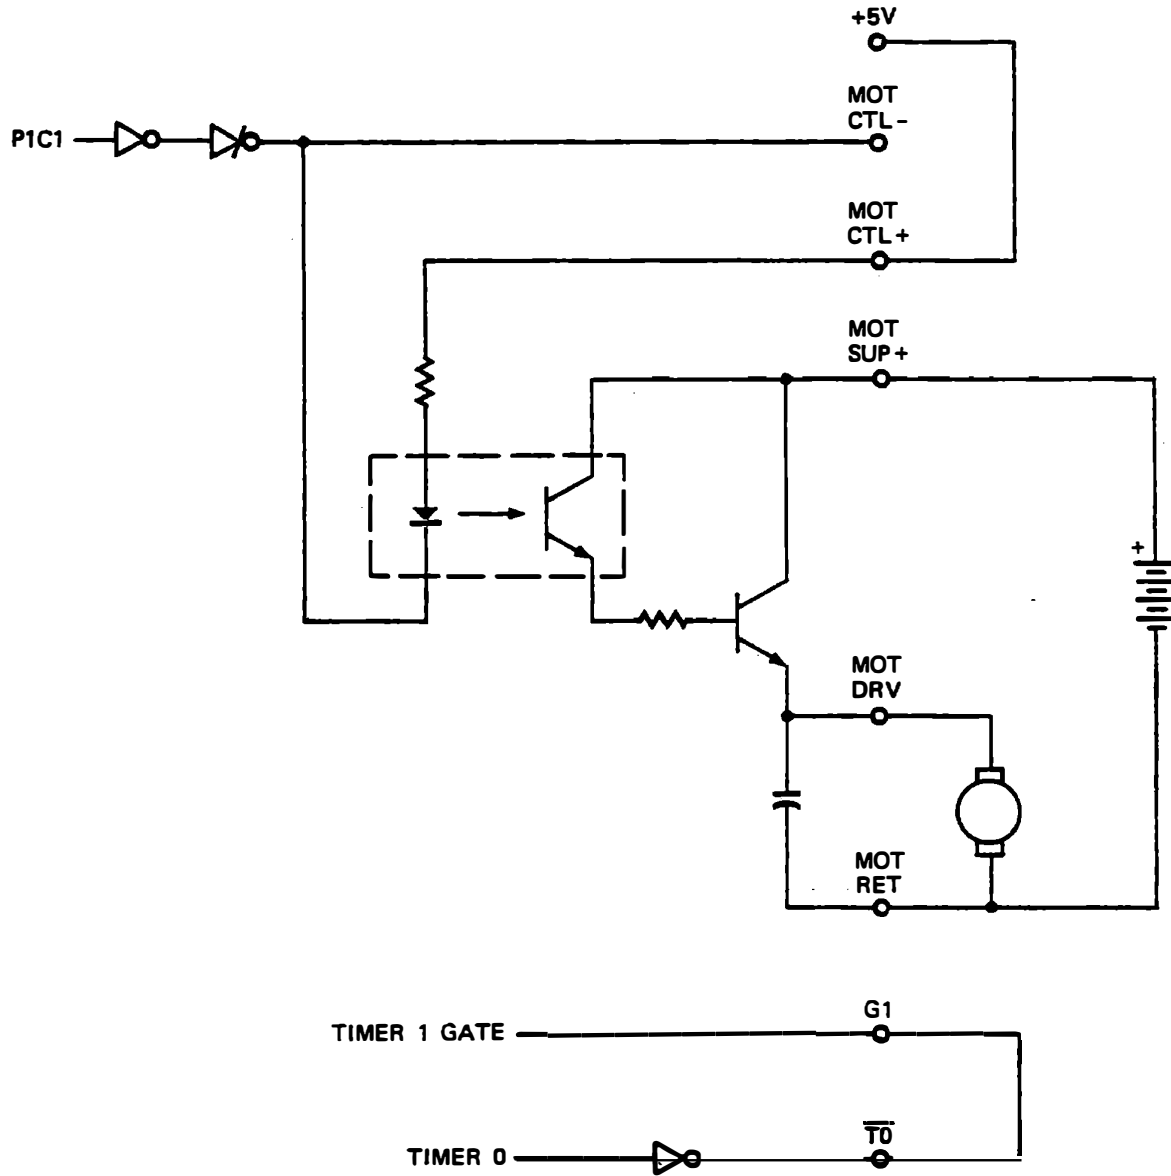 +5V
MOT
CTL-
P1C1
MOT
CTL+
MOT
SUP+
+
MOT
DRV
MOT
RET
G1
TIMER 1 GATE
T0
TIMER 0